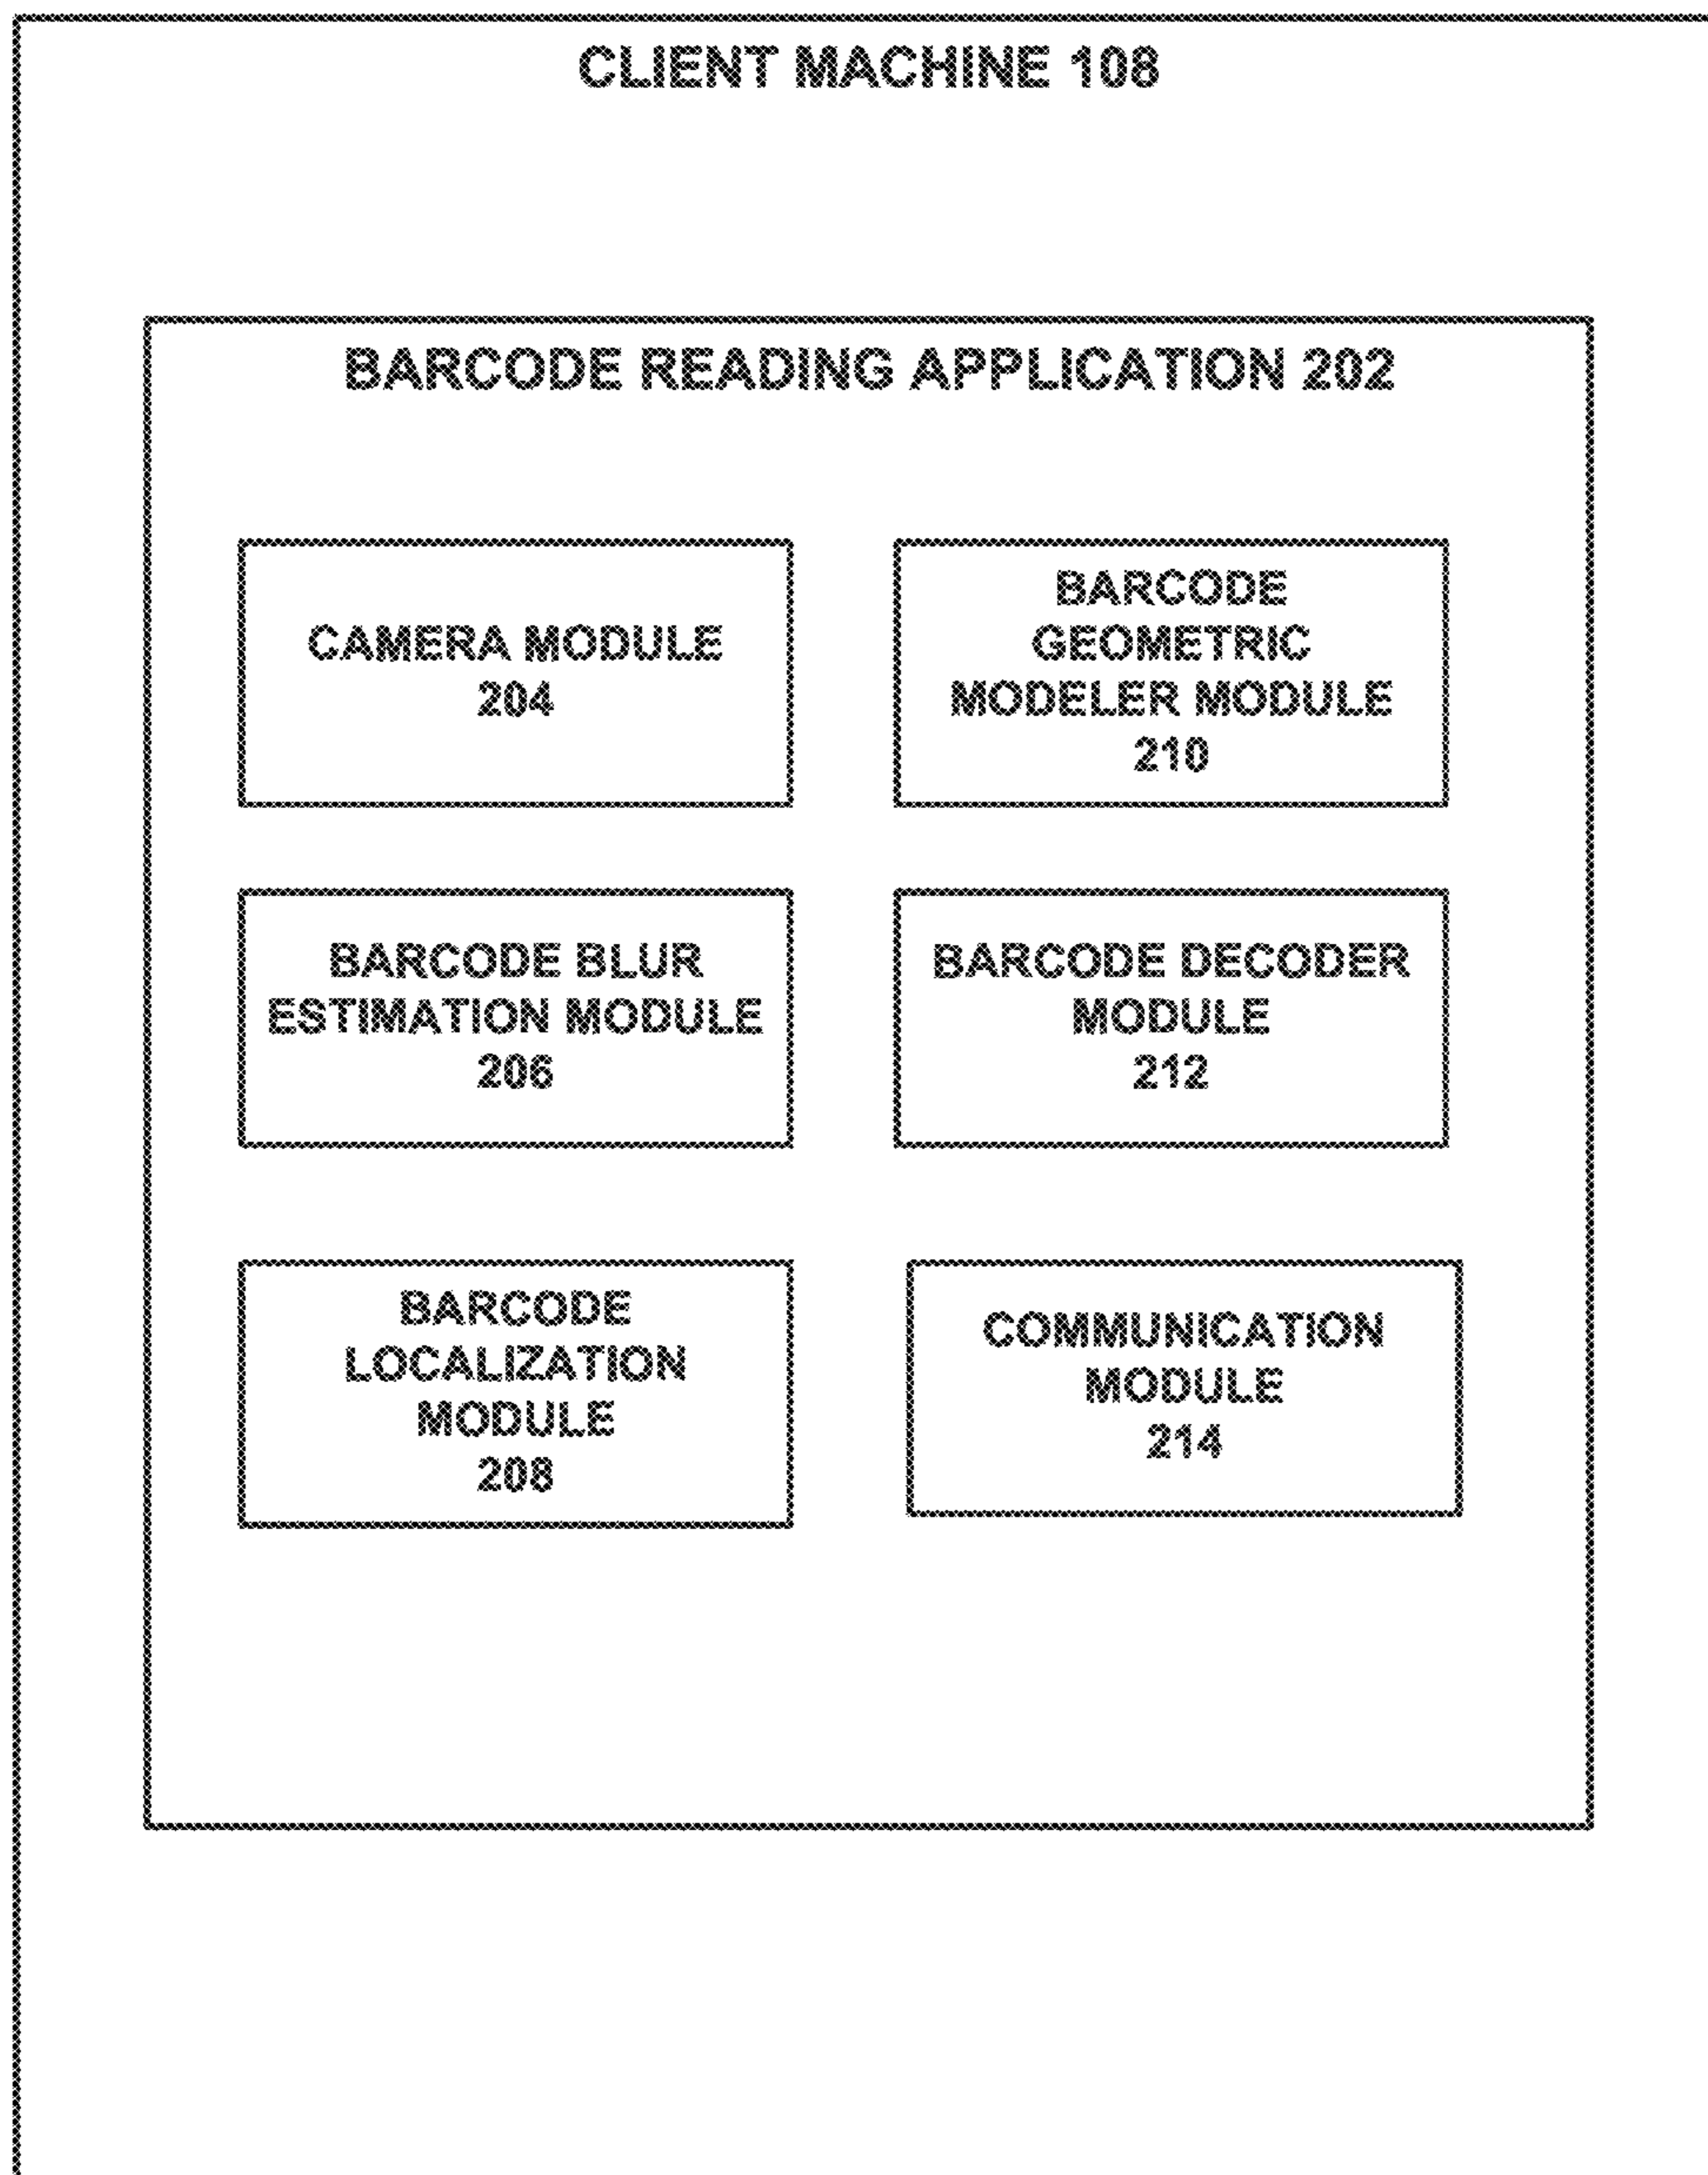 CLIENT MACHINE 108
BARCODE READING APPLICATION 202
CAMERA MODULE
204
BARCODE
GEOMETRIC
MODELER MODULE
210
BARCODE BLUR
ESTIMATION MODULE
206
BARCODE DECODER
MODULE
212
BARCODE
LOCALIZATION
MODULE
208
COMMUNICATION
MODULE
214